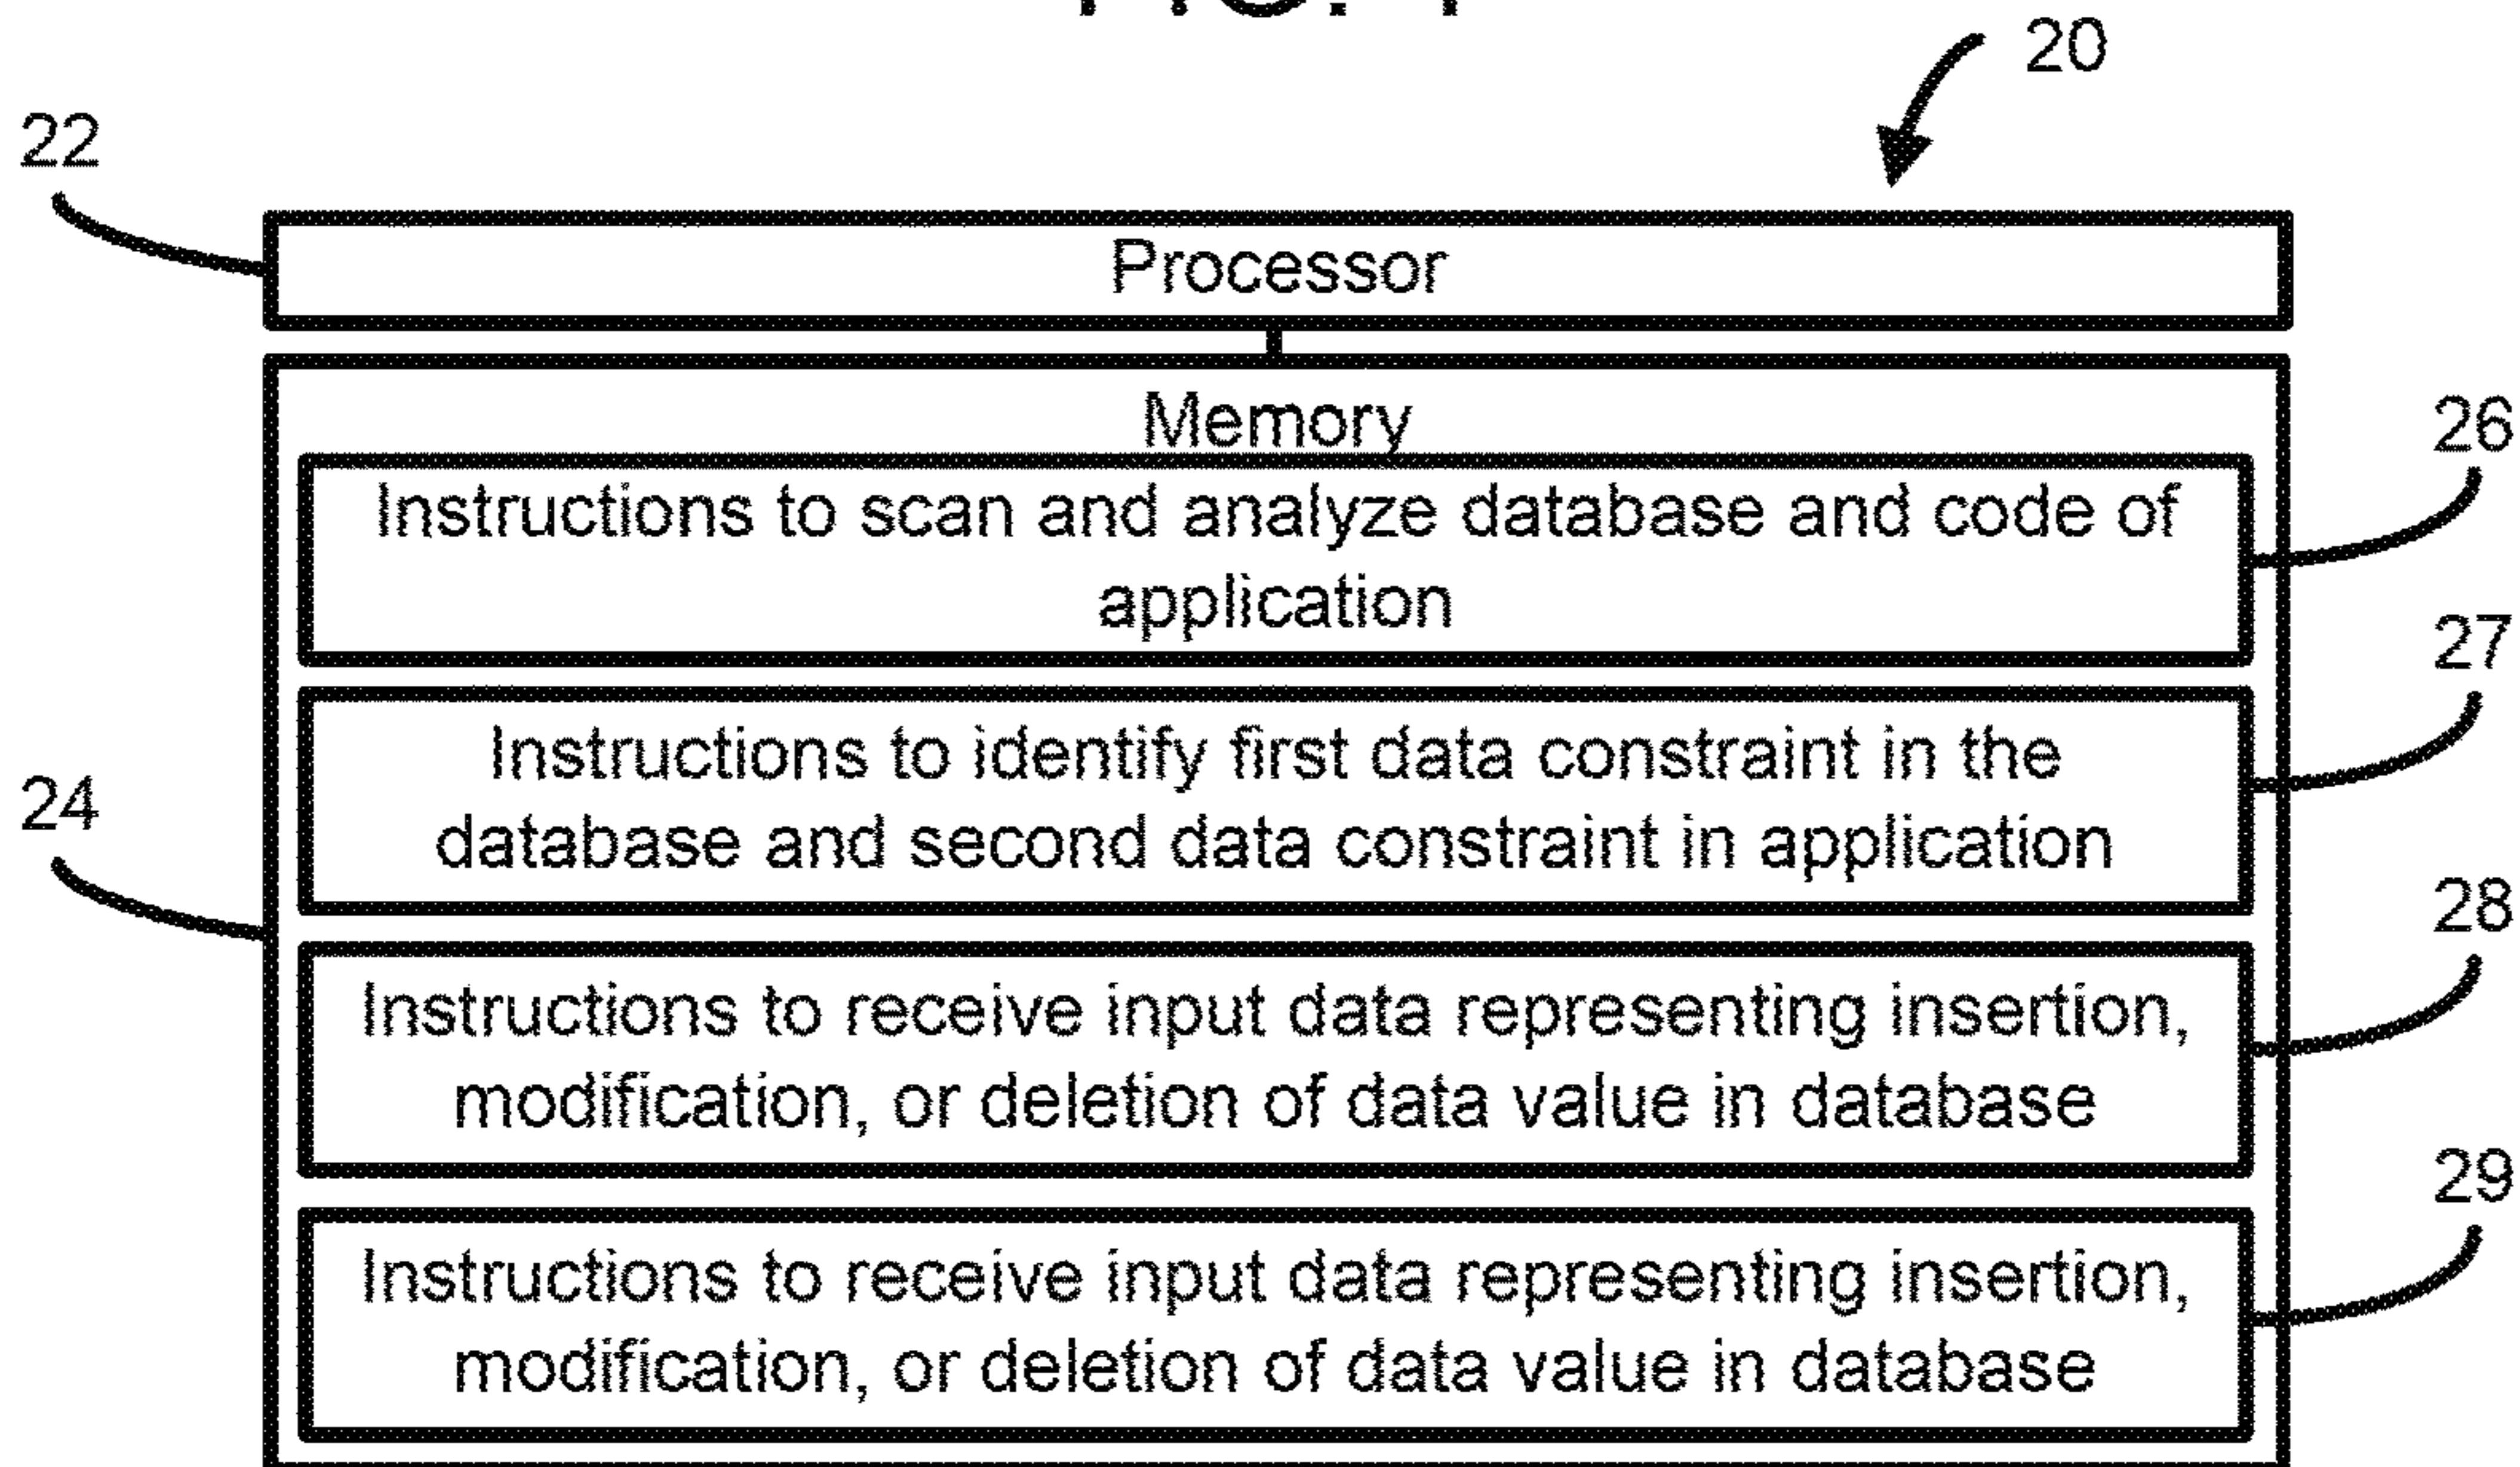 20
22
Processor
Memory
26
Instructions to scan and analyze database and code of
application
27
Instructions to identify first data constraint in the
database and second data constraint in application
24
28
Instructions to receive input data representing insertion,
modification, or deletion of data value in database
29
Instructions to receive input data representing insertion,
modification, or deletion of data value in database